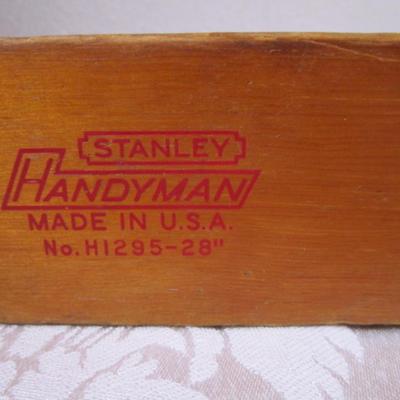 STANLEY
HANDYMAN
MADE IN U.S.A.
No. H1295-28"